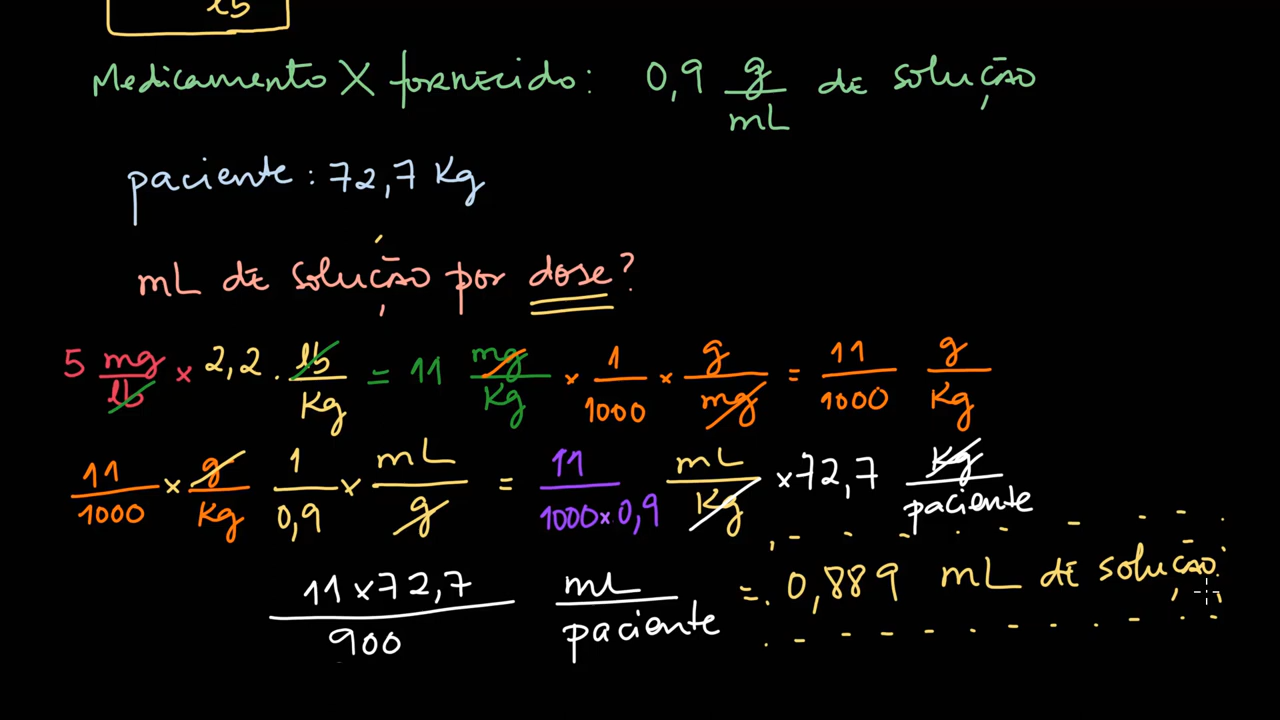 lb
Medicamento X fornecido: 0,9 g/mL de solução
paciente: 72,7 Kg
mL de solução por dose?
5 mg/lb × 2,2 . lb/Kg = 11 mg/Kg × 1/1000 × g/mg = 11/1000 g/Kg
11/1000 × g/Kg 1/0,9 × mL/g = 11/1000×0,9 mL/Kg ×72,7 Kg/paciente
11×72,7/900 mL/paciente = 0,889 mL de solução